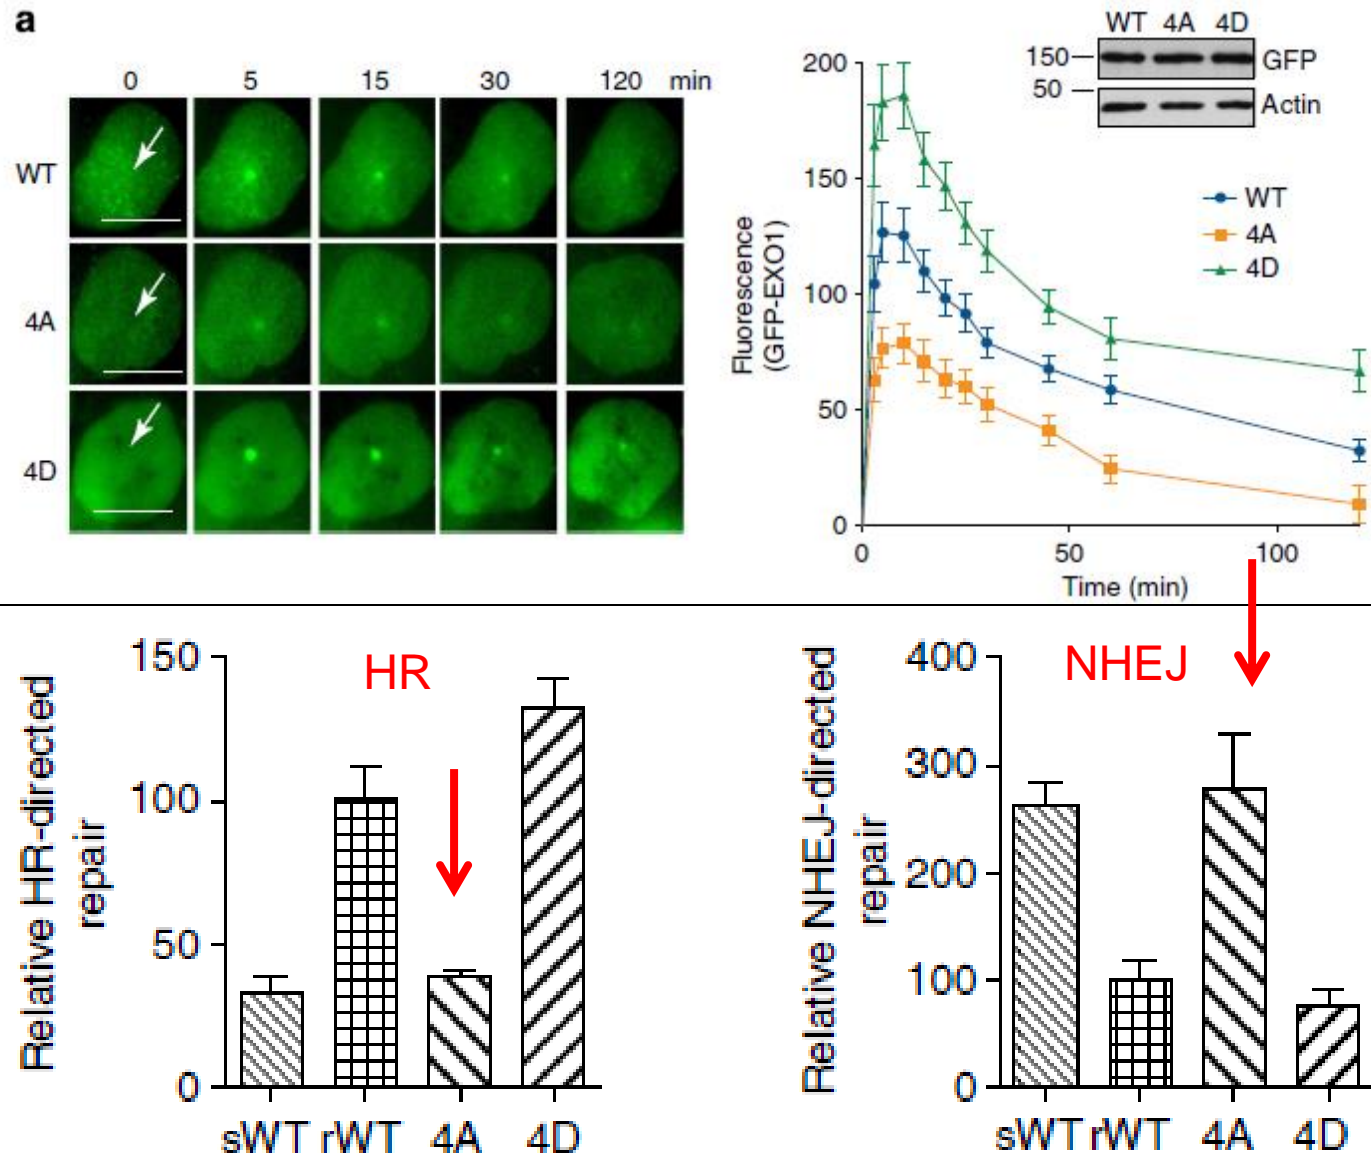 a
0 5 15 30 120 min
WT
4A
4D
WT 4A 4D
150 GFP
50 Actin
Fluorescence
(GFP-EXO1)
200
150
100
50
0
WT
4A
4D
0 50 100
Time (min)
Relative HR-directed
repair
150
100
50
0
HR
sWT rWT 4A 4D
Relative NHEJ-directed
repair
400
300
200
100
0
NHEJ
sWT rWT 4A 4D